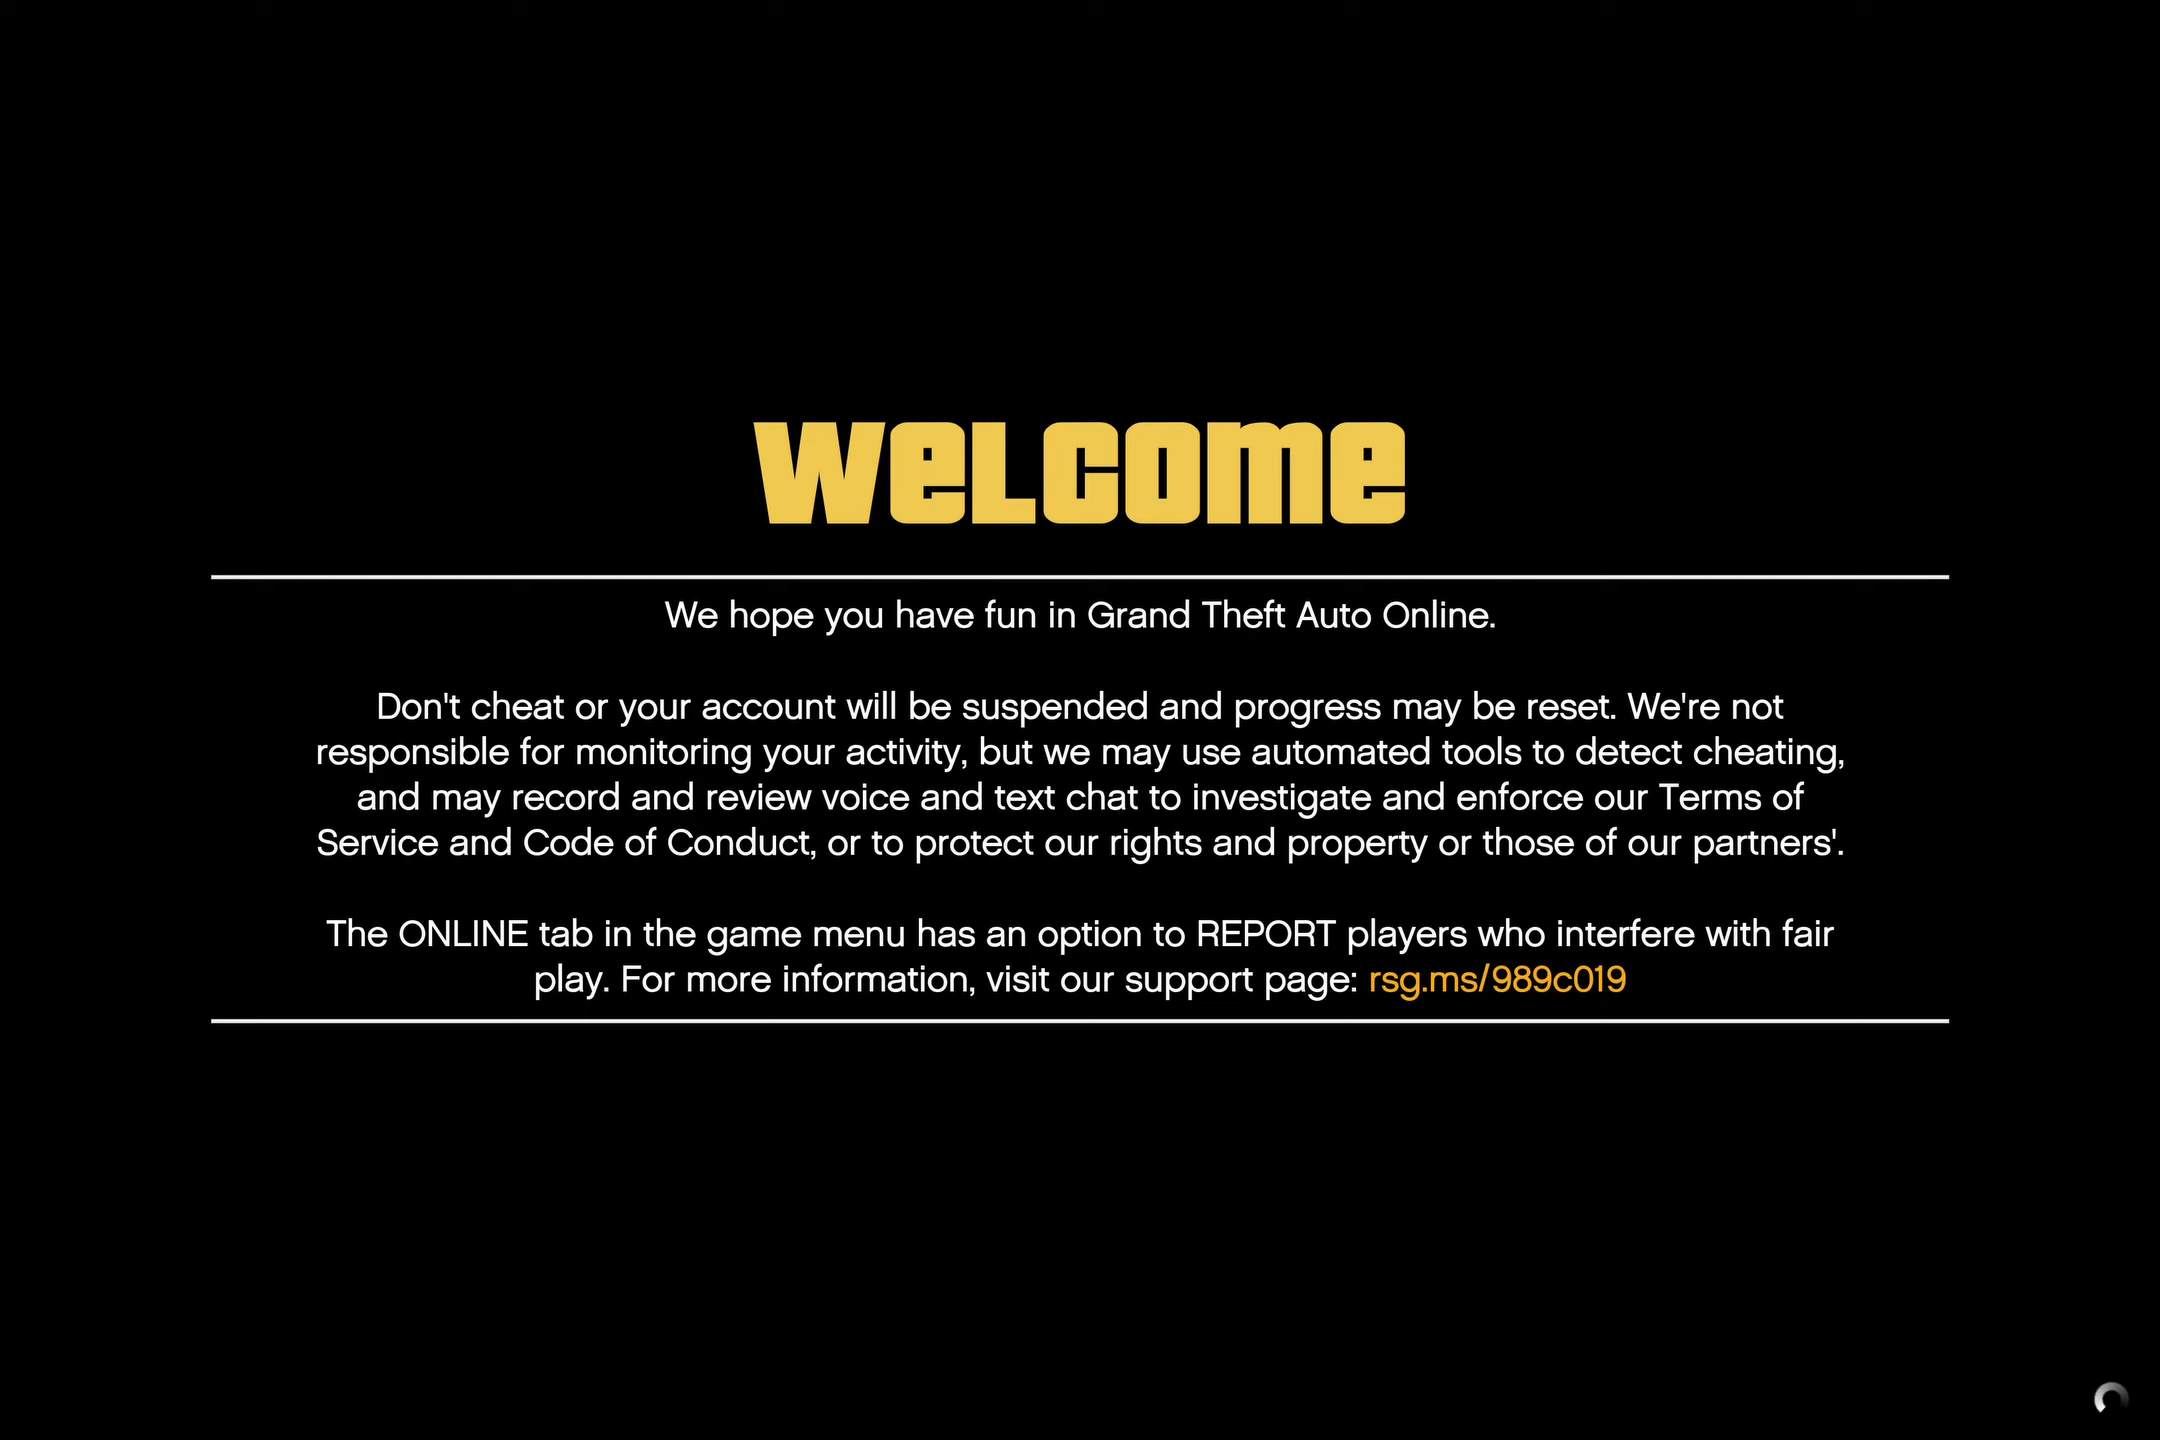 Welcome
We hope you have fun in Grand Theft Auto Online.
Don't cheat or your account will be suspended and progress may be reset. We're not
responsible for monitoring your activity, but we may use automated tools to detect cheating,
and may record and review voice and text chat to investigate and enforce our Terms of
Service and Code of Conduct, or to protect our rights and property or those of our partners'.
The ONLINE tab in the game menu has an option to REPORT players who interfere with fair
play. For more information, visit our support page: rsg.ms/989c019